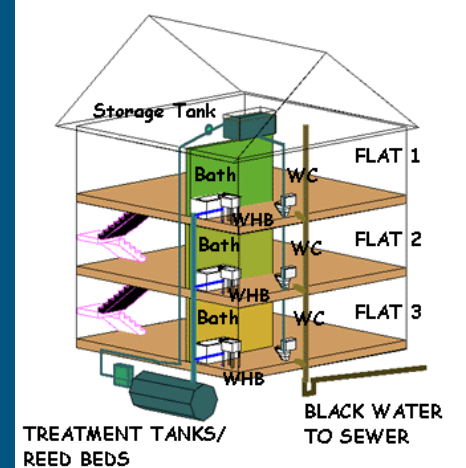 Storage Tank
FLAT 1
Bath
WC
WHB
FLAT 2
Bath
WC
WHB
FLAT 3
Bath
WC
WHB
BLACK WATER
TO SEWER
TREATMENT TANKS/
REED BEDS